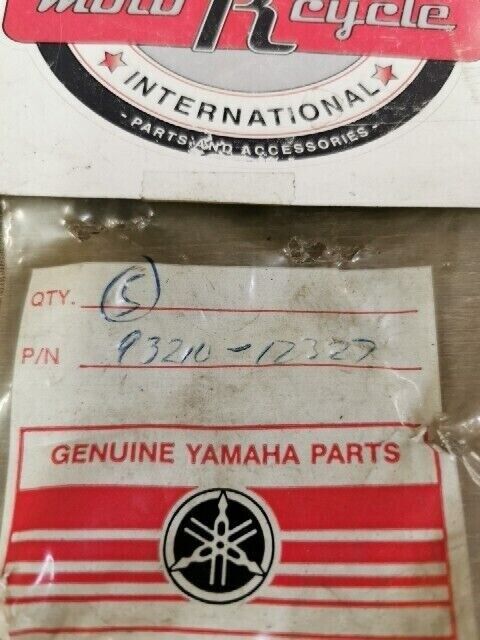 Moto R cycle
INTERNATIONAL
-PARTS AND ACCESSORIES-
QTY. 5
P/N 93210-12327
GENUINE YAMAHA PARTS